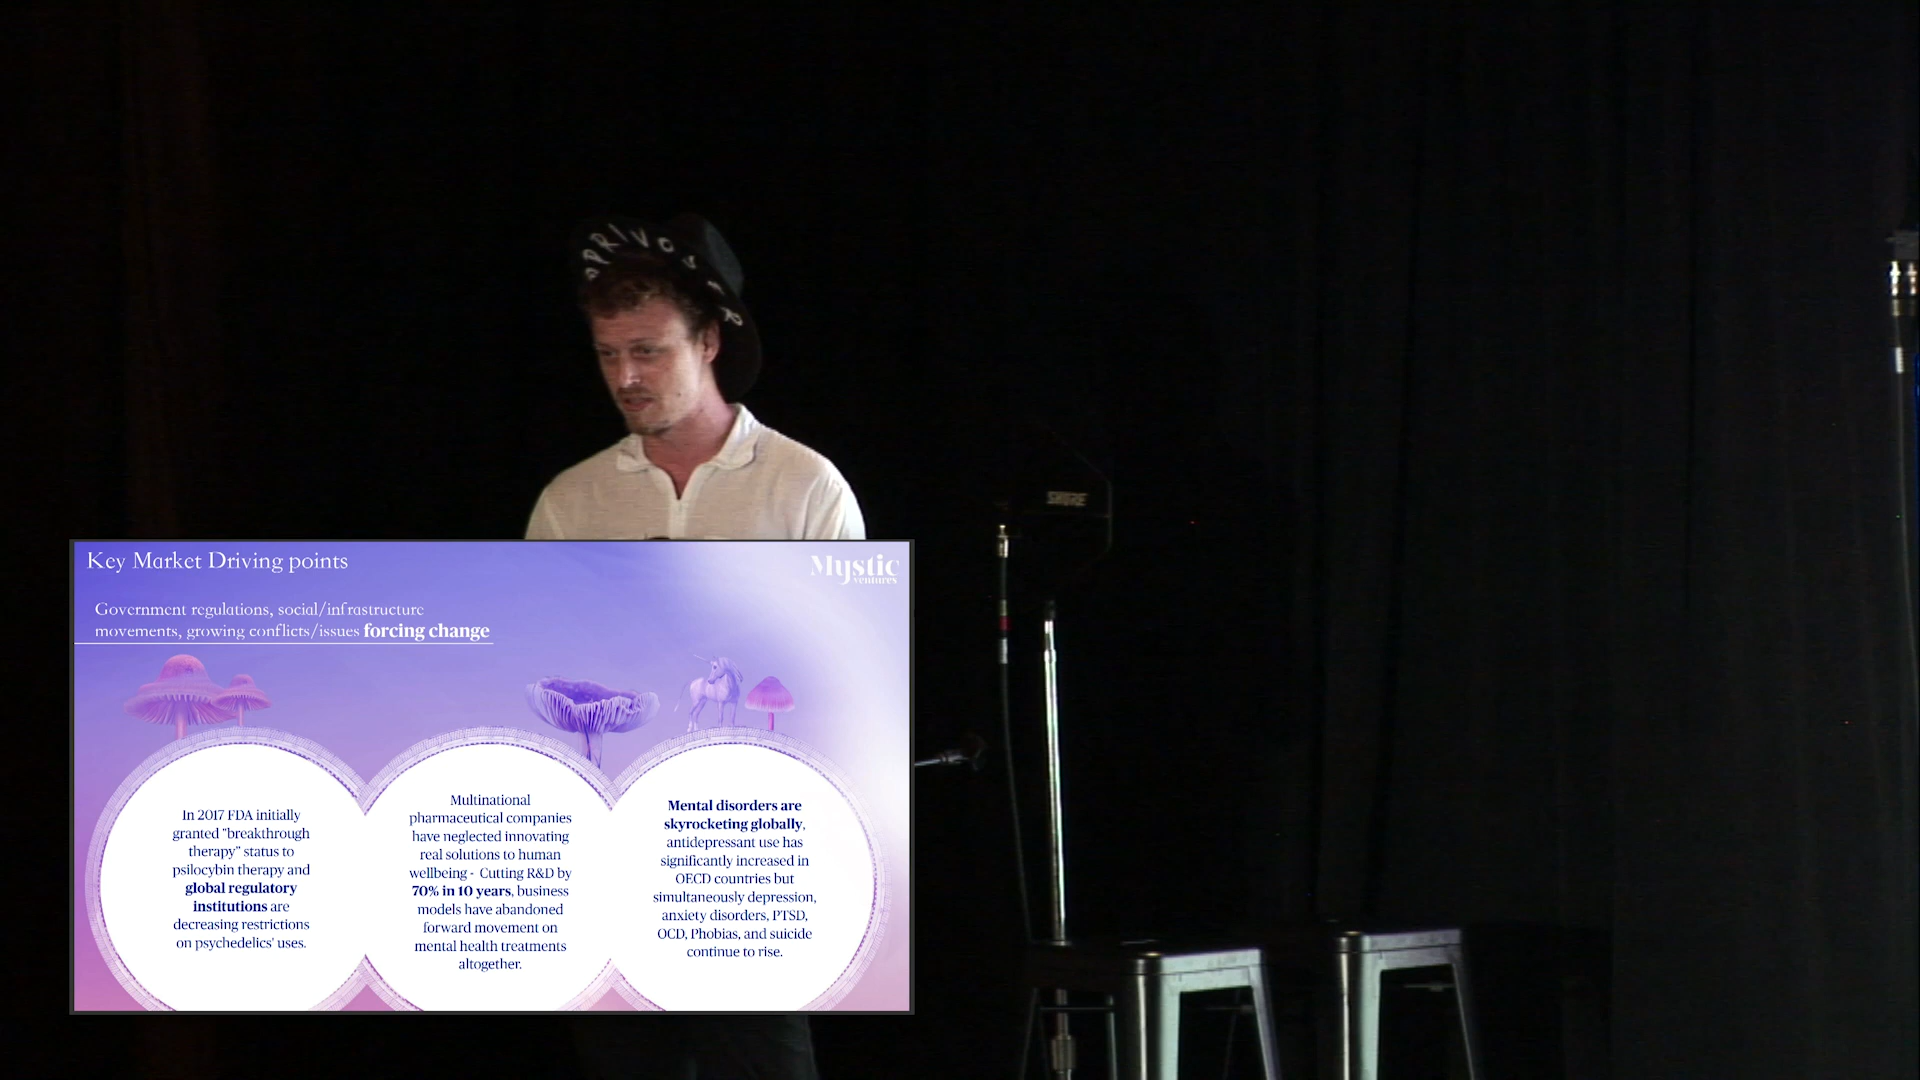 SHURE
Key Market Driving points
Mystic
ventures
Government regulations, social/infrastructure
movements, growing conflicts/issues forcing change
In 2017 FDA initially
granted "breakthrough
therapy" status to
psilocybin therapy and
global regulatory
institutions are
decreasing restrictions
on psychedelics' uses.
Multinational
pharmaceutical companies
have neglected innovating
real solutions to human
wellbeing - Cutting R&D by
70% in 10 years, business
models have abandoned
forward movement on
mental health treatments
altogether.
Mental disorders are
skyrocketing globally,
antidepressant use has
significantly increased in
OECD countries but
simultaneously depression,
anxiety disorders, PTSD,
OCD, Phobias, and suicide
continue to rise.